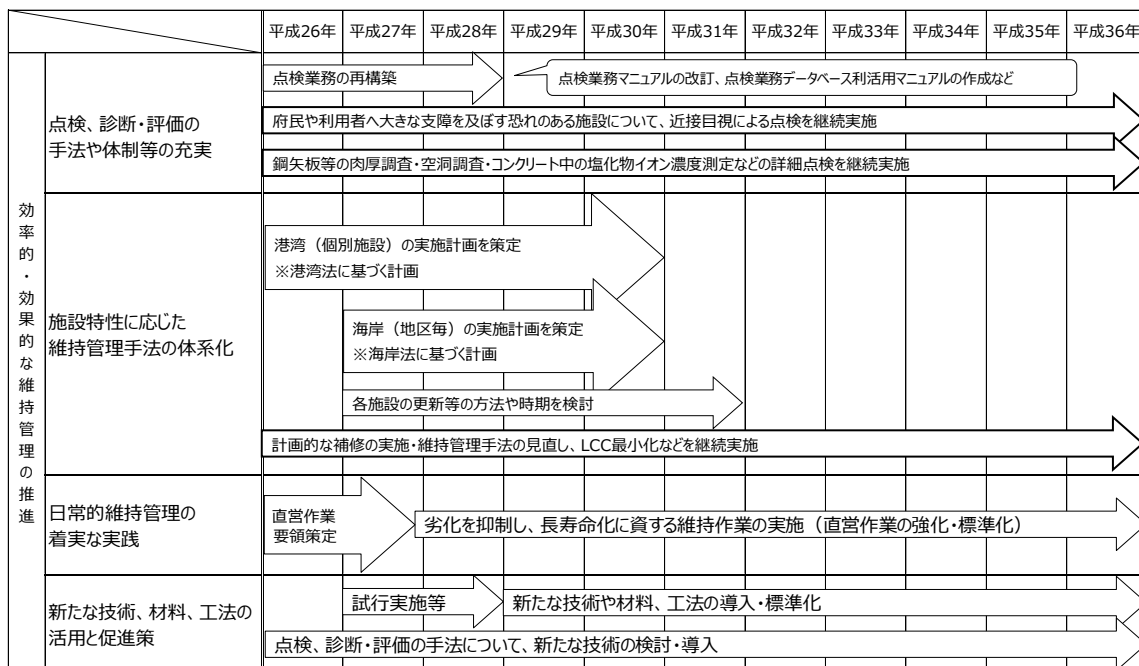 平成26年 平成27年 平成28年 平成29年 平成30年 平成31年 平成32年 平成33年 平成34年 平成35年 平成36年
効率的・効果的な維持管理の推進
点検、診断・評価の
手法や体制等の充実
点検業務の再構築
点検業務マニュアルの改訂、点検業務データベース利活用マニュアルの作成など
府民や利用者へ大きな支障を及ぼす恐れのある施設について、近接目視による点検を継続実施
鋼矢板等の肉厚調査・空洞調査・コンクリート中の塩化物イオン濃度測定などの詳細点検を継続実施
施設特性に応じた
維持管理手法の体系化
港湾（個別施設）の実施計画を策定
※港湾法に基づく計画
海岸（地区毎）の実施計画を策定
※海岸法に基づく計画
各施設の更新等の方法や時期を検討
計画的な補修の実施・維持管理手法の見直し、LCC最小化などを継続実施
日常的維持管理の
着実な実践
直営作業
要領策定
劣化を抑制し、長寿命化に資する維持作業の実施（直営作業の強化・標準化）
新たな技術、材料、工法の
活用と促進策
試行実施等
新たな技術や材料、工法の導入・標準化
点検、診断・評価の手法について、新たな技術の検討・導入